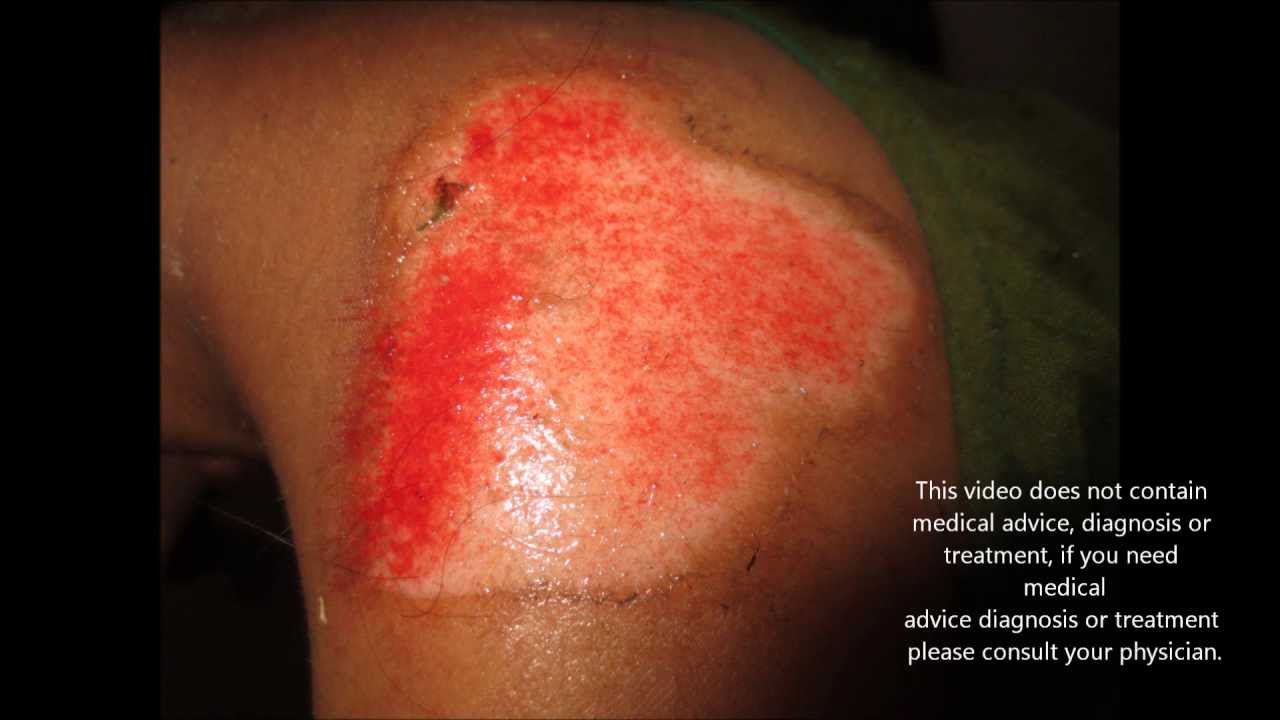 This video does not contain
medical advice, diagnosis or
treatment, if you need
medical
advice diagnosis or treatment
please consult your physician.